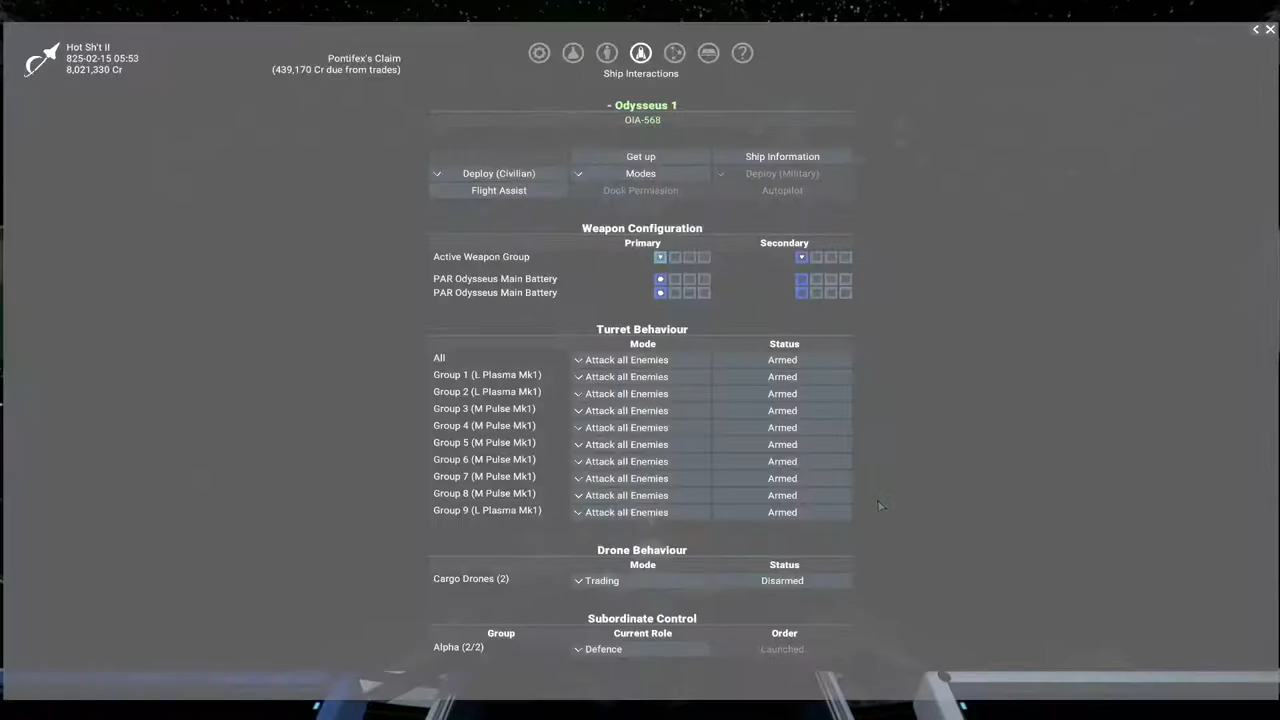 Hot Sh't II
825-02-15 05:53
8,021,330 Cr
Pontifex's Claim
(439,170 Cr due from trades)
Ship Interactions
- Odysseus 1
OIA-568
Get up Ship Information
Deploy (Civilian) Modes Deploy (Military)
Flight Assist Dock Permission Autopilot
Weapon Configuration
Primary Secondary
Active Weapon Group
PAR Odysseus Main Battery
PAR Odysseus Main Battery
Turret Behaviour
Mode Status
All Attack all Enemies Armed
Group 1 (L Plasma Mk1) Attack all Enemies Armed
Group 2 (L Plasma Mk1) Attack all Enemies Armed
Group 3 (M Pulse Mk1) Attack all Enemies Armed
Group 4 (M Pulse Mk1) Attack all Enemies Armed
Group 5 (M Pulse Mk1) Attack all Enemies Armed
Group 6 (M Pulse Mk1) Attack all Enemies Armed
Group 7 (M Pulse Mk1) Attack all Enemies Armed
Group 8 (M Pulse Mk1) Attack all Enemies Armed
Group 9 (L Plasma Mk1) Attack all Enemies Armed
Drone Behaviour
Mode Status
Cargo Drones (2) Trading Disarmed
Subordinate Control
Group Current Role Order
Alpha (2/2) Defence Launched